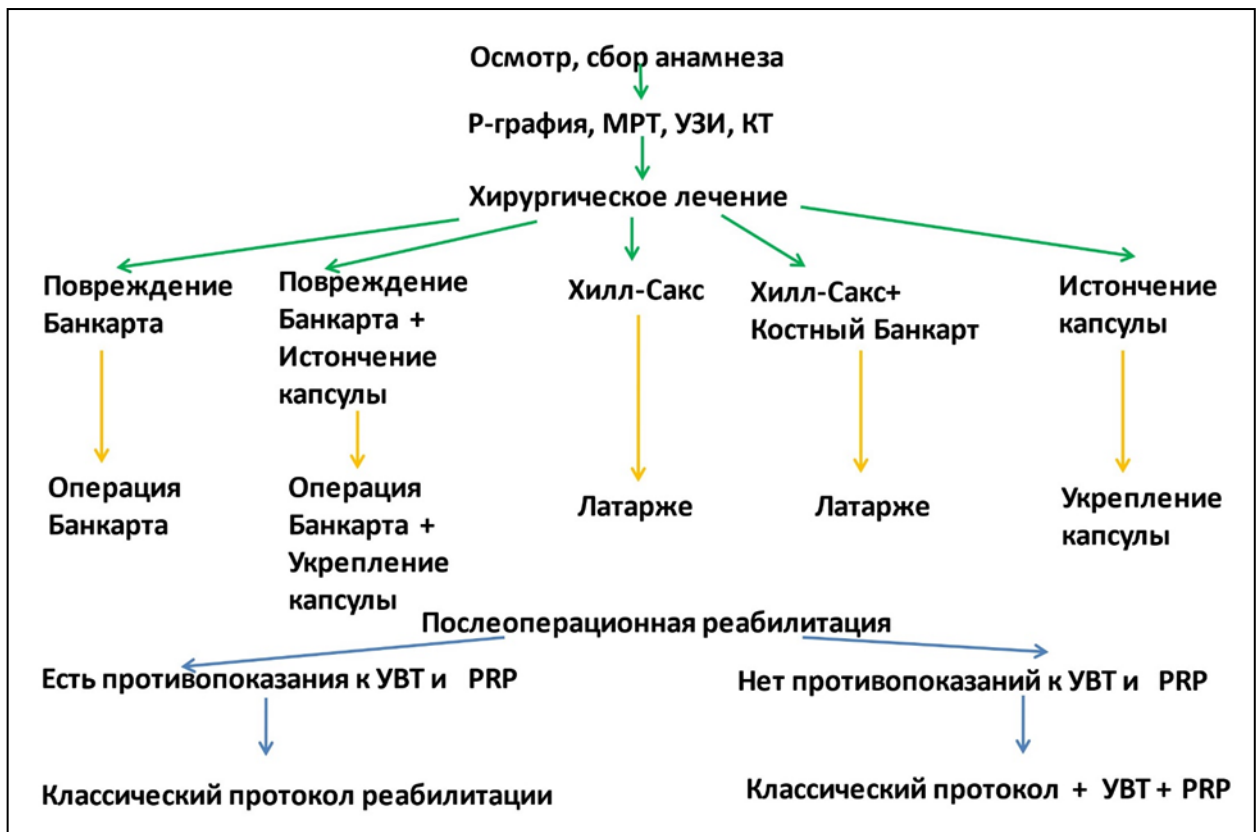 Осмотр, сбор анамнеза
Р-графия, МРТ, УЗИ, КТ
Хирургическое лечение
Повреждение
Банкарта
Повреждение
Банкарта +
Истончение
капсулы
Хилл-Сакс
Хилл-Сакс+
Костный Банкарт
Истончение
капсулы
Операция
Банкарта
Операция
Банкарта +
Укрепление
капсулы
Латарже
Латарже
Укрепление
капсулы
Послеоперационная реабилитация
Есть противопоказания к УВТ и PRP
Нет противопоказаний к УВТ и PRP
Классический протокол реабилитации
Классический протокол + УВТ + PRP